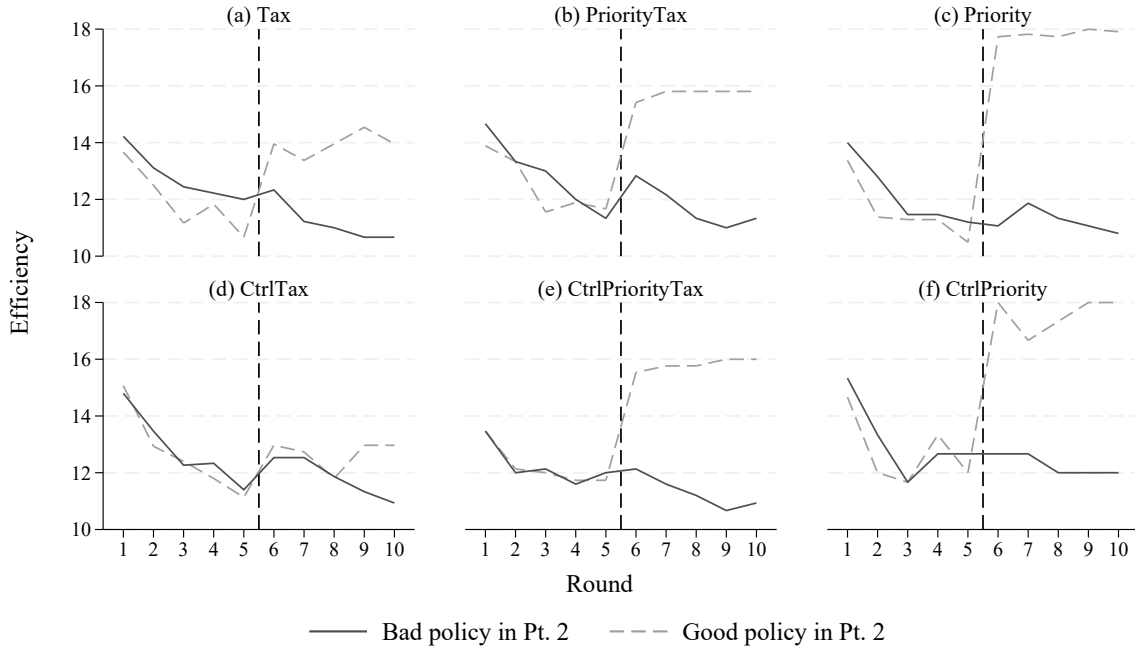 (a) Tax
(b) PriorityTax
(c) Priority
18
16
14
12
10
(d) CtrlTax
(e) CtrlPriorityTax
(f) CtrlPriority
18
16
14
12
10
Efficiency
1 2 3 4 5 6 7 8 9 10
1 2 3 4 5 6 7 8 9 10
1 2 3 4 5 6 7 8 9 10
Round
Bad policy in Pt. 2
Good policy in Pt. 2